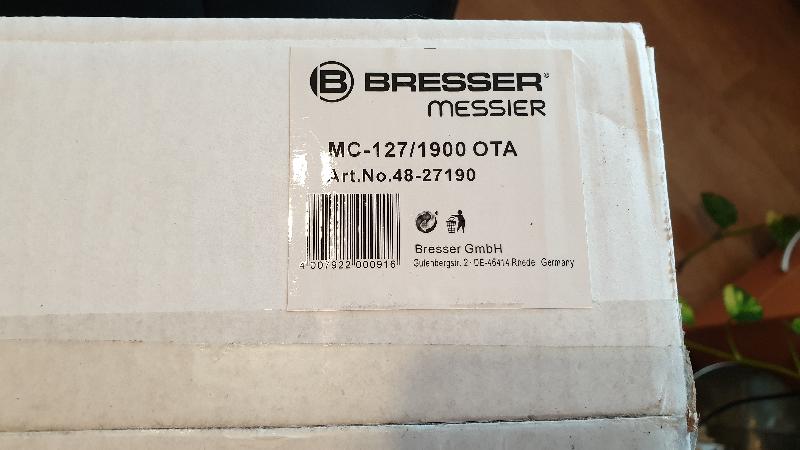 B BRESSER®
MESSIER
MC-127/1900 OTA
Art.No.48-27190
4 007922 000916
Bresser GmbH
Gutenbergstr. 2 · DE-46414 Rhede Germany